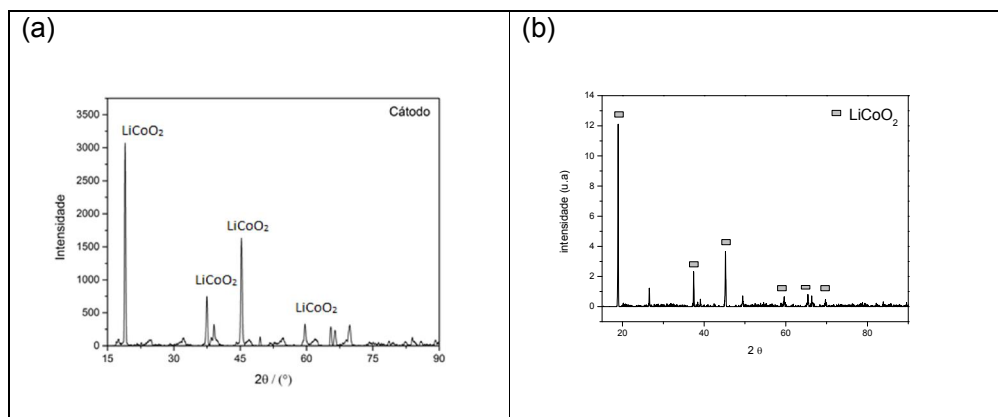 (a)
Cátodo
3500
3000
2500
2000
1500
1000
500
0
Intensidade
LiCoO₂
LiCoO₂
LiCoO₂
LiCoO₂
15 30 45 60 75 90
2θ / (°)
(b)
14
12
10
8
6
4
2
0
intensidade (u.a)
LiCoO₂
20 40 60 80
2 θ